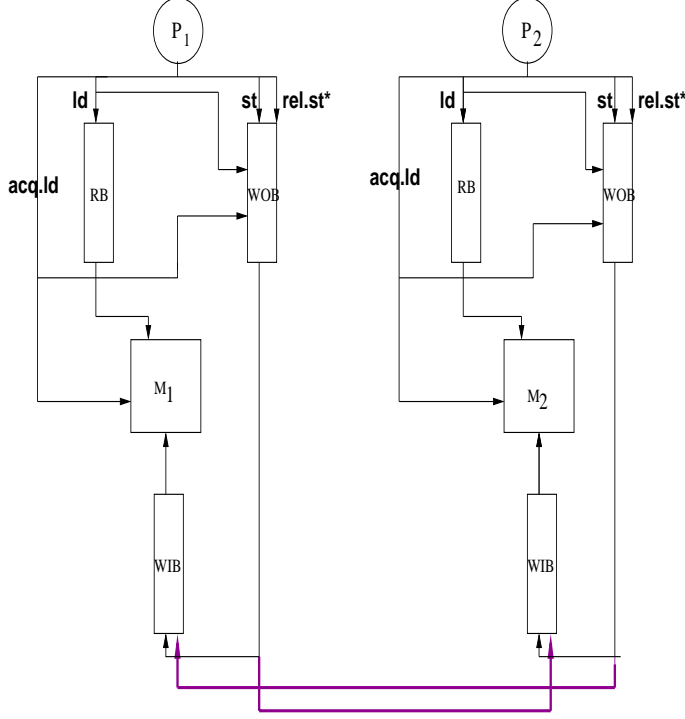 P1 P2
ld st rel.st* ld st rel.st*
acq.ld RB WOB acq.ld RB WOB
M1 M2
WIB WIB